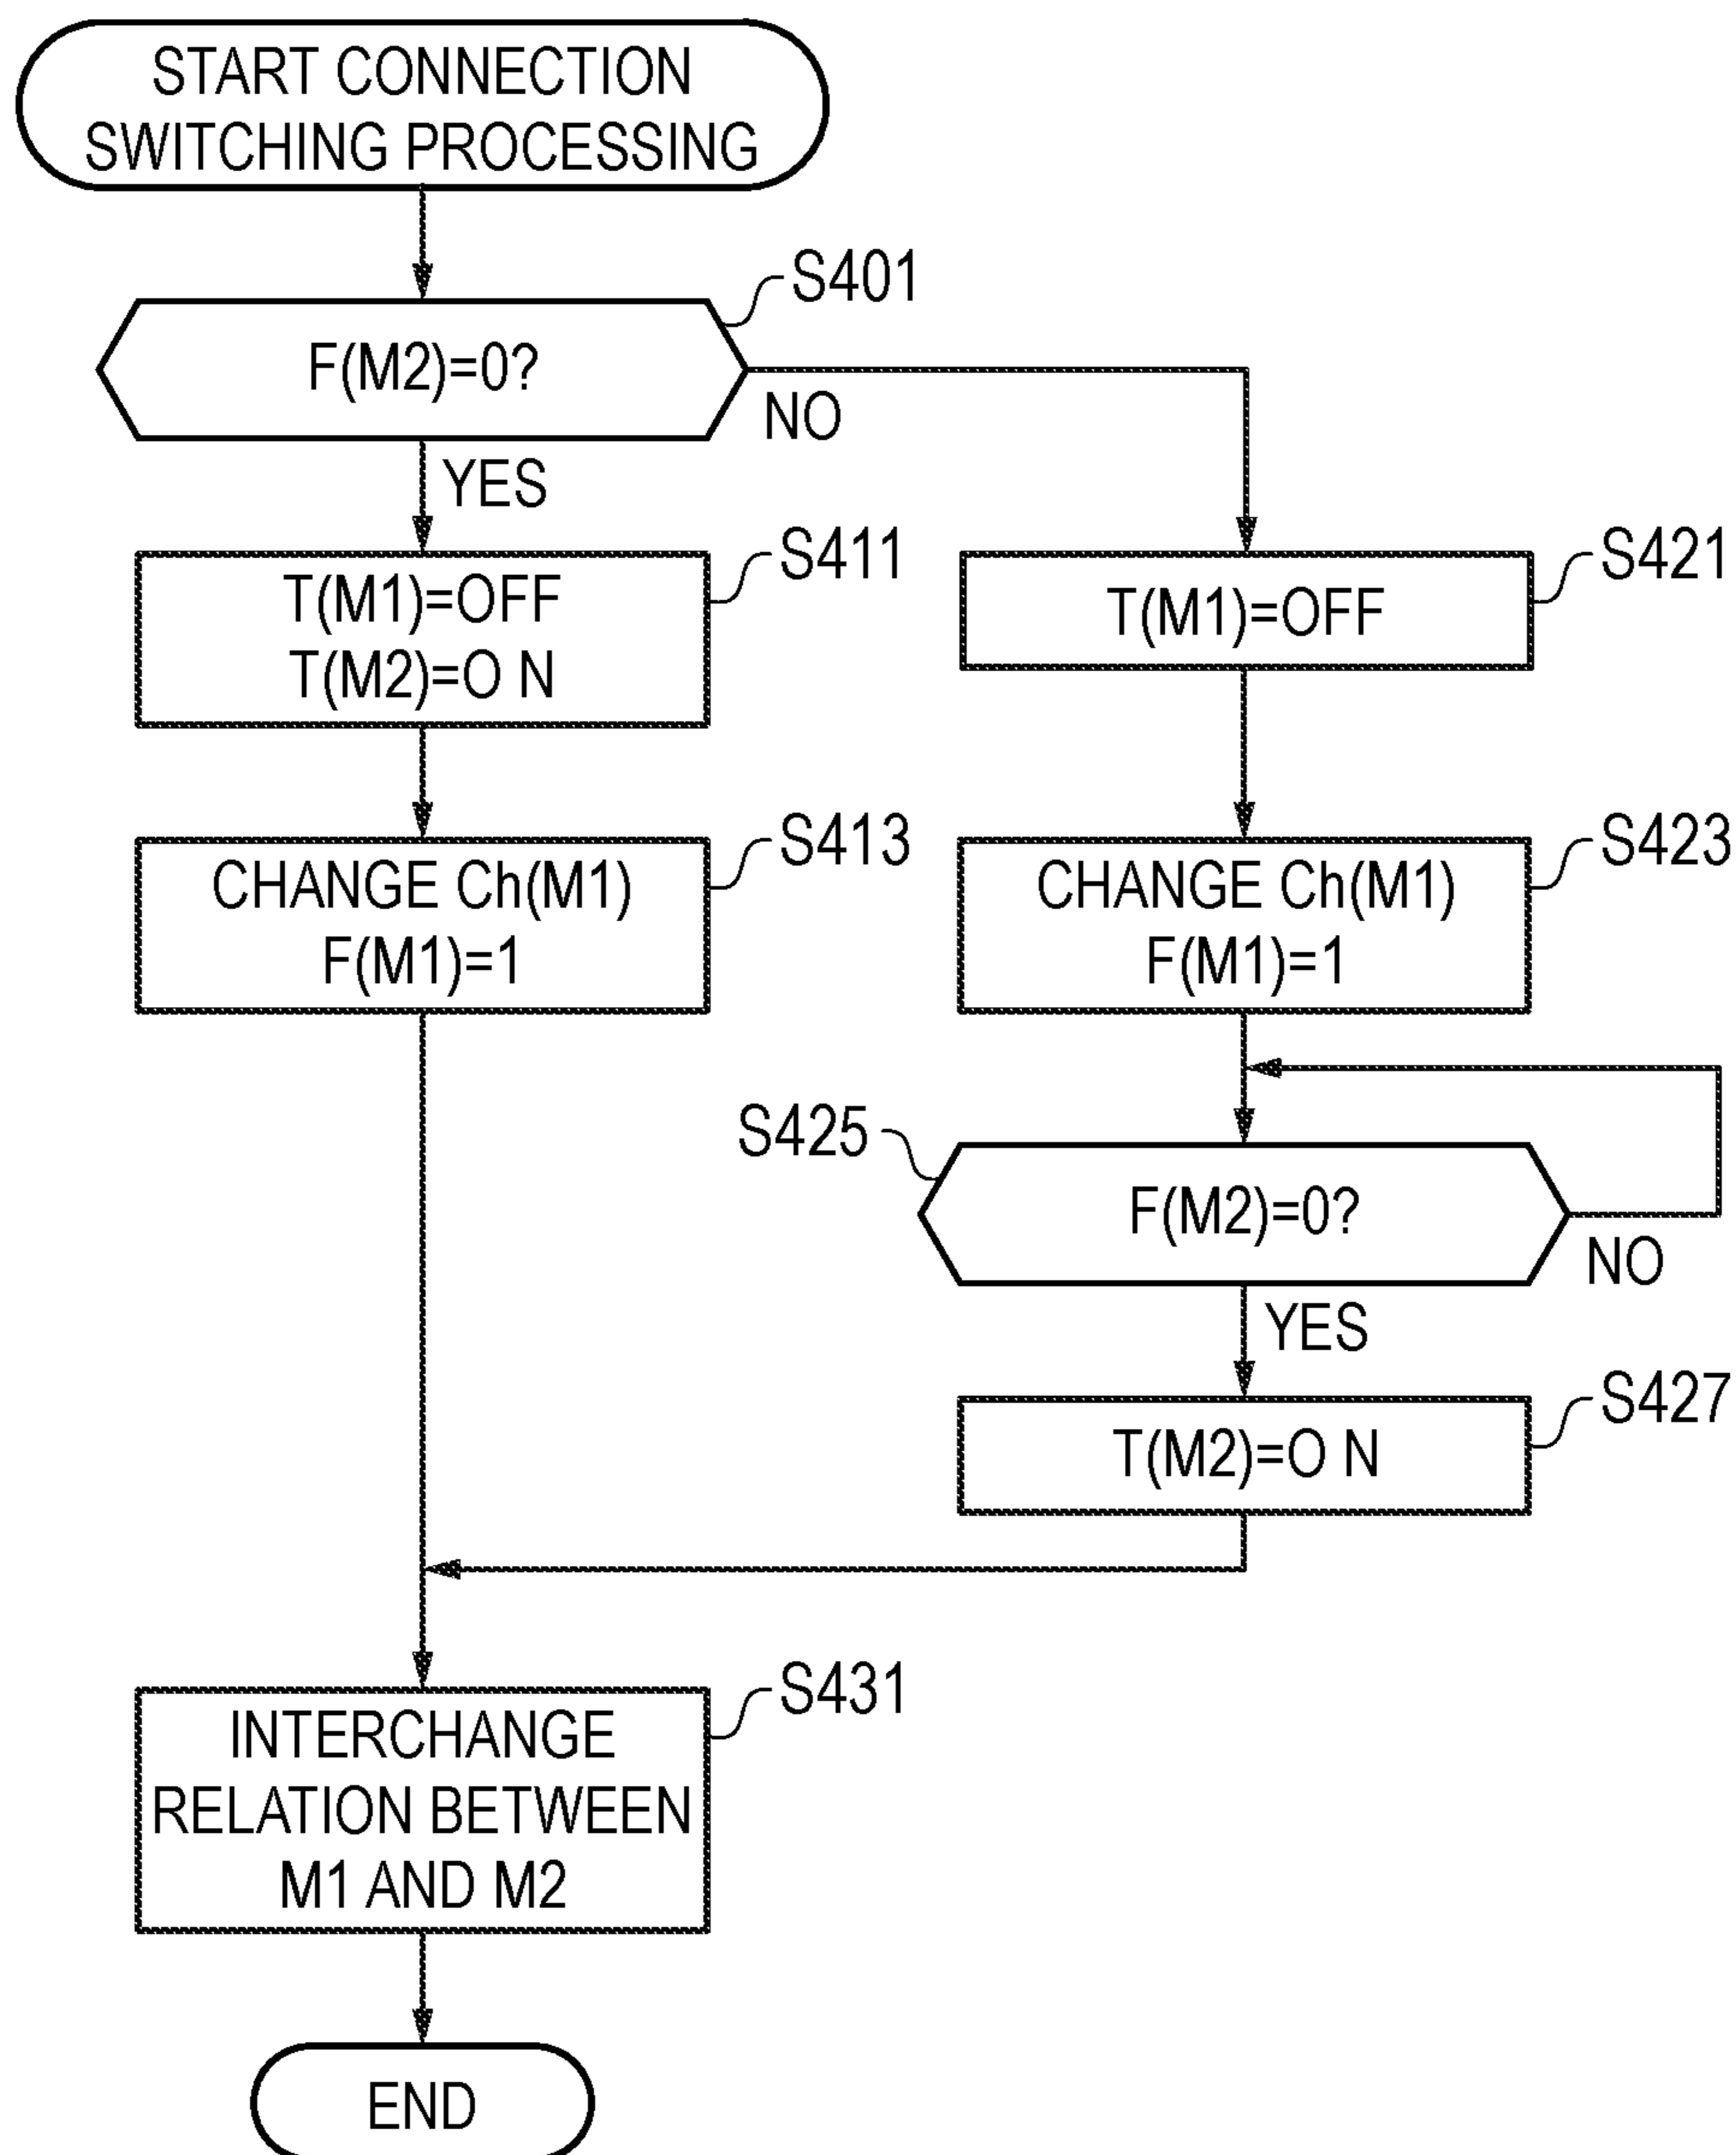 START CONNECTION
SWITCHING PROCESSING
S401
F(M2)=0?
NO
YES
S411
T(M1)=OFF
T(M2)=O N
S421
T(M1)=OFF
S413
CHANGE Ch(M1)
F(M1)=1
S423
CHANGE Ch(M1)
F(M1)=1
S425
F(M2)=0?
NO
YES
S427
T(M2)=O N
S431
INTERCHANGE
RELATION BETWEEN
M1 AND M2
END